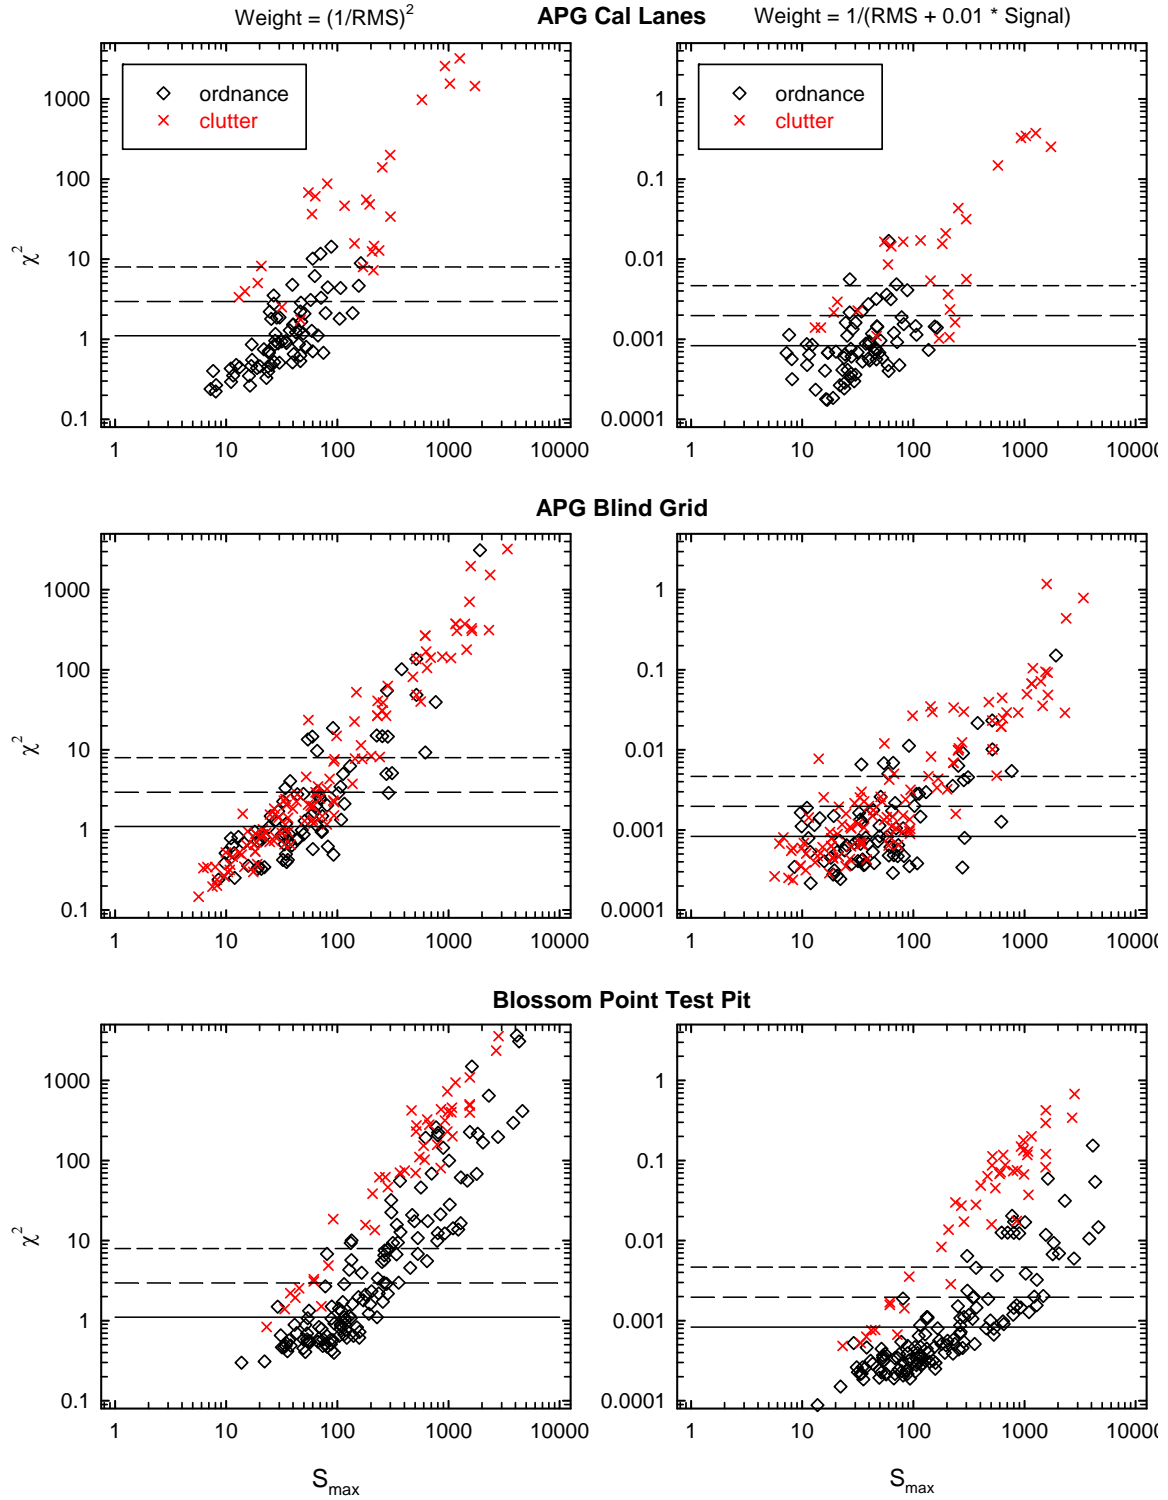 Weight = (1/RMS)²
APG Cal Lanes
Weight = 1/(RMS + 0.01 * Signal)
ordnance
clutter
1000
100
10
1
0.1
χ²
1 10 100 1000 10000
ordnance
clutter
1
0.1
0.01
0.001
0.0001
1 10 100 1000 10000
APG Blind Grid
1000
100
10
1
0.1
χ²
1 10 100 1000 10000
1
0.1
0.01
0.001
0.0001
1 10 100 1000 10000
Blossom Point Test Pit
1000
100
10
1
0.1
χ²
1 10 100 1000 10000
Smax
1
0.1
0.01
0.001
0.0001
1 10 100 1000 10000
Smax